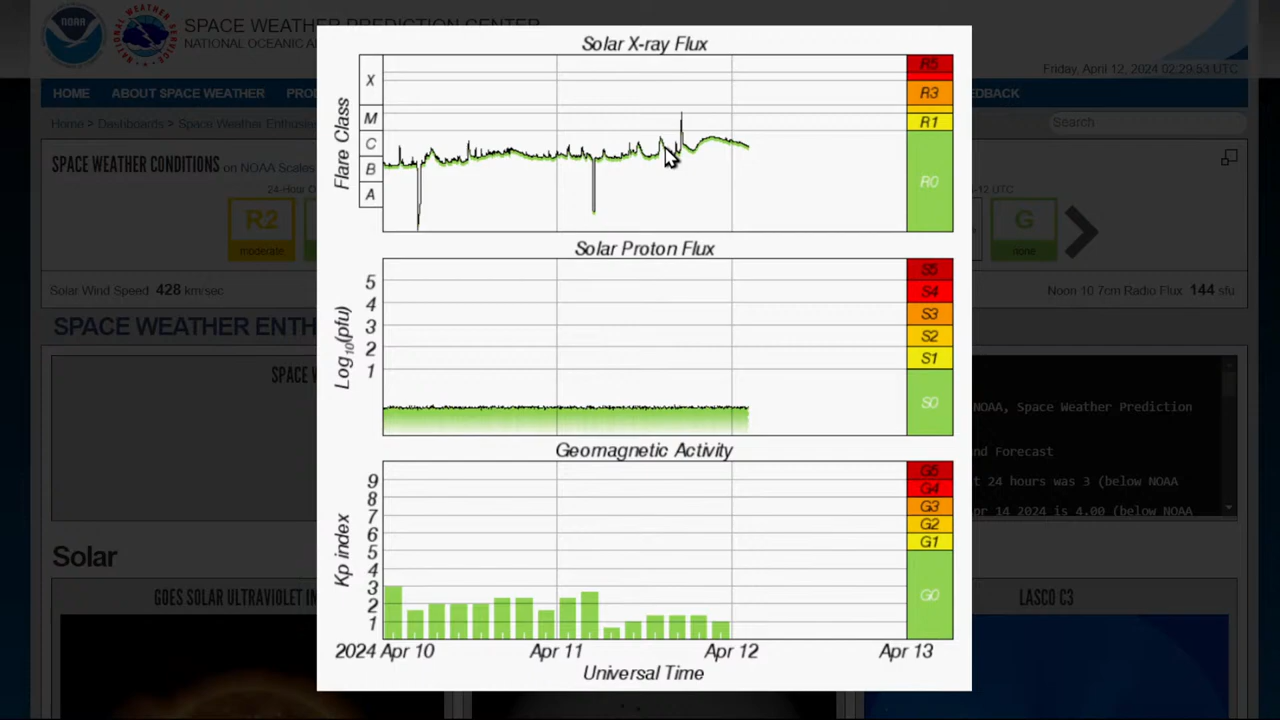 SPACE WEATHER PREDICTION CENTER
NOAA
NATIONAL WEATHER SERVICE
NATIONAL OCEANIC A
Friday, April 12, 2024 02:29:53 UTC
HOME
ABOUT SPACE WEATHER
PRO
EDBACK
Home
Dashboards
Space Weather Enthusias
Search
SPACE WEATHER CONDITIONS on NOAA Scales
24-Hour O
-12 UTC
R2
moderate
G
none
Solar Wind Speed 428 km/sec
Noon 10.7cm Radio Flux 144 sfu
SPACE WEATHER ENTH
SPACE W
NOAA, Space Weather Prediction
nd Forecast
t 24 hours was 3 (below NOAA
pr 14 2024 is 4.00 (below NOAA
Solar
GOES SOLAR ULTRAVIOLET IM
LASCO C3
Solar X-ray Flux
Flare Class
X
M
C
B
A
R5
R3
R1
R0
Solar Proton Flux
Log10(pfu)
5
4
3
2
1
S5
S4
S3
S2
S1
S0
Geomagnetic Activity
Kp index
9
8
7
6
5
4
3
2
1
G5
G4
G3
G2
G1
G0
2024 Apr 10
Apr 11
Apr 12
Apr 13
Universal Time